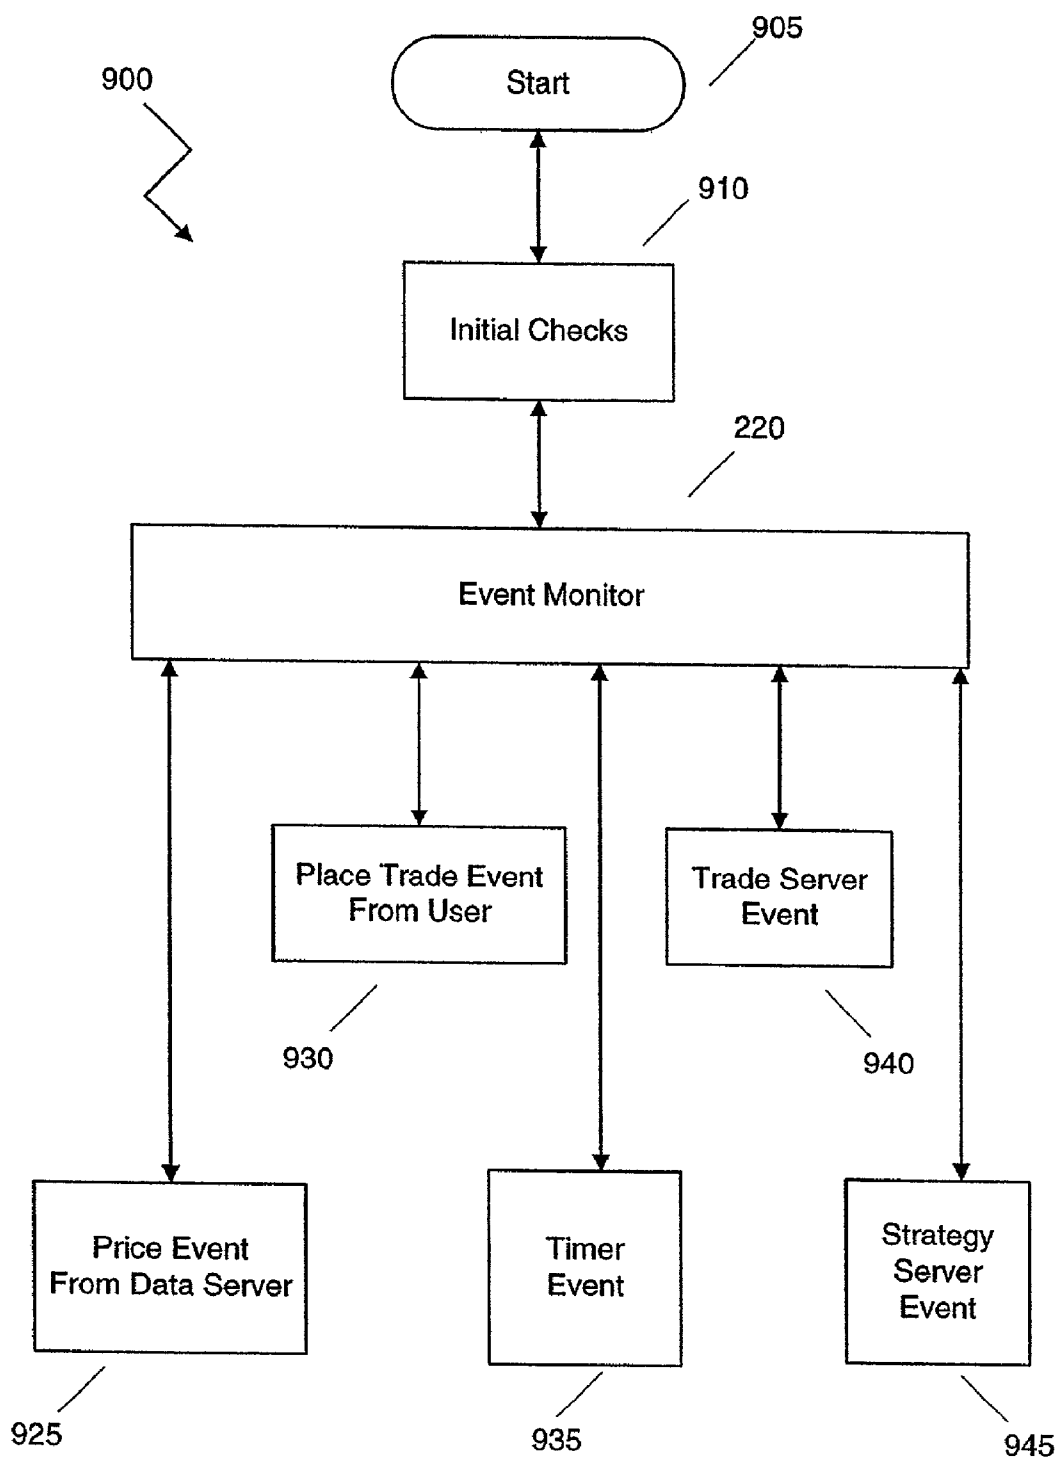 905
Start
900
910
Initial Checks
220
Event Monitor
Place Trade Event
From User
Trade Server
Event
930
940
Price Event
From Data Server
Timer
Event
Strategy
Server
Event
925
935
945